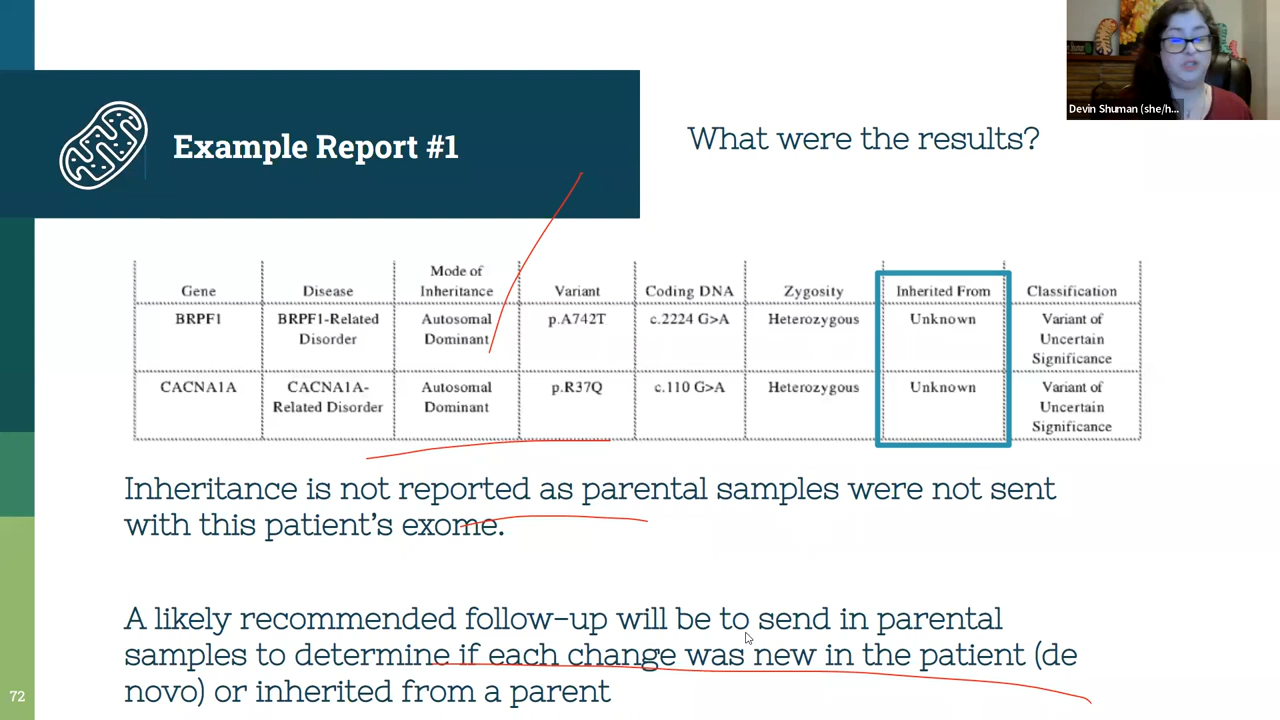 Devin Shuman (she/h...
Example Report #1
What were the results?
Gene Disease Mode of Inheritance Variant Coding DNA Zygosity Inherited From Classification
BRPF1 BRPF1-Related Disorder Autosomal Dominant p.A742T c.2224 G>A Heterozygous Unknown Variant of Uncertain Significance
CACNA1A CACNA1A-Related Disorder Autosomal Dominant p.R37Q c.110 G>A Heterozygous Unknown Variant of Uncertain Significance
Inheritance is not reported as parental samples were not sent
with this patient's exome.
A likely recommended follow-up will be to send in parental
samples to determine if each change was new in the patient (de
novo) or inherited from a parent
72